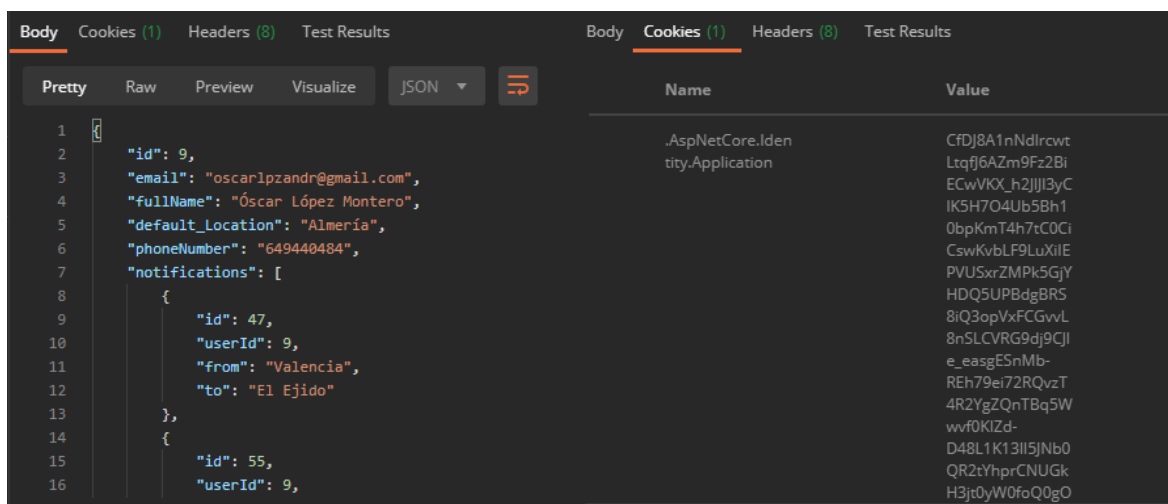 Body Cookies (1) Headers (8) Test Results
Pretty Raw Preview Visualize JSON
1 {
2 "id": 9,
3 "email": "oscarlpzandr@gmail.com",
4 "fullName": "Óscar López Montero",
5 "default_Location": "Almería",
6 "phoneNumber": "649440484",
7 "notifications": [
8 {
9 "id": 47,
10 "userId": 9,
11 "from": "Valencia",
12 "to": "El Ejido"
13 },
14 {
15 "id": 55,
16 "userId": 9,
Body Cookies (1) Headers (8) Test Results
Name Value
.AspNetCore.Iden
tity.Application
CfDJ8A1nNdIrcwt
LtqfJ6AZm9Fz2Bi
ECwVKX_h2JIJI3yC
IK5H7O4Ub5Bh1
0bpKmT4h7tC0Ci
CswKvbLF9LuXiIE
PVUSxrZMPk5GjY
HDQ5UPBdgBRS
8iQ3opVxFCGvvL
8nSLCVRG9dj9CJI
e_easgESnMb-
REh79ei72RQvzT
4R2YgZQnTBq5W
wvf0KIZd-
D48L1K13II5JNb0
QR2tYhprCNUGk
H3jt0yW0foQ0gO